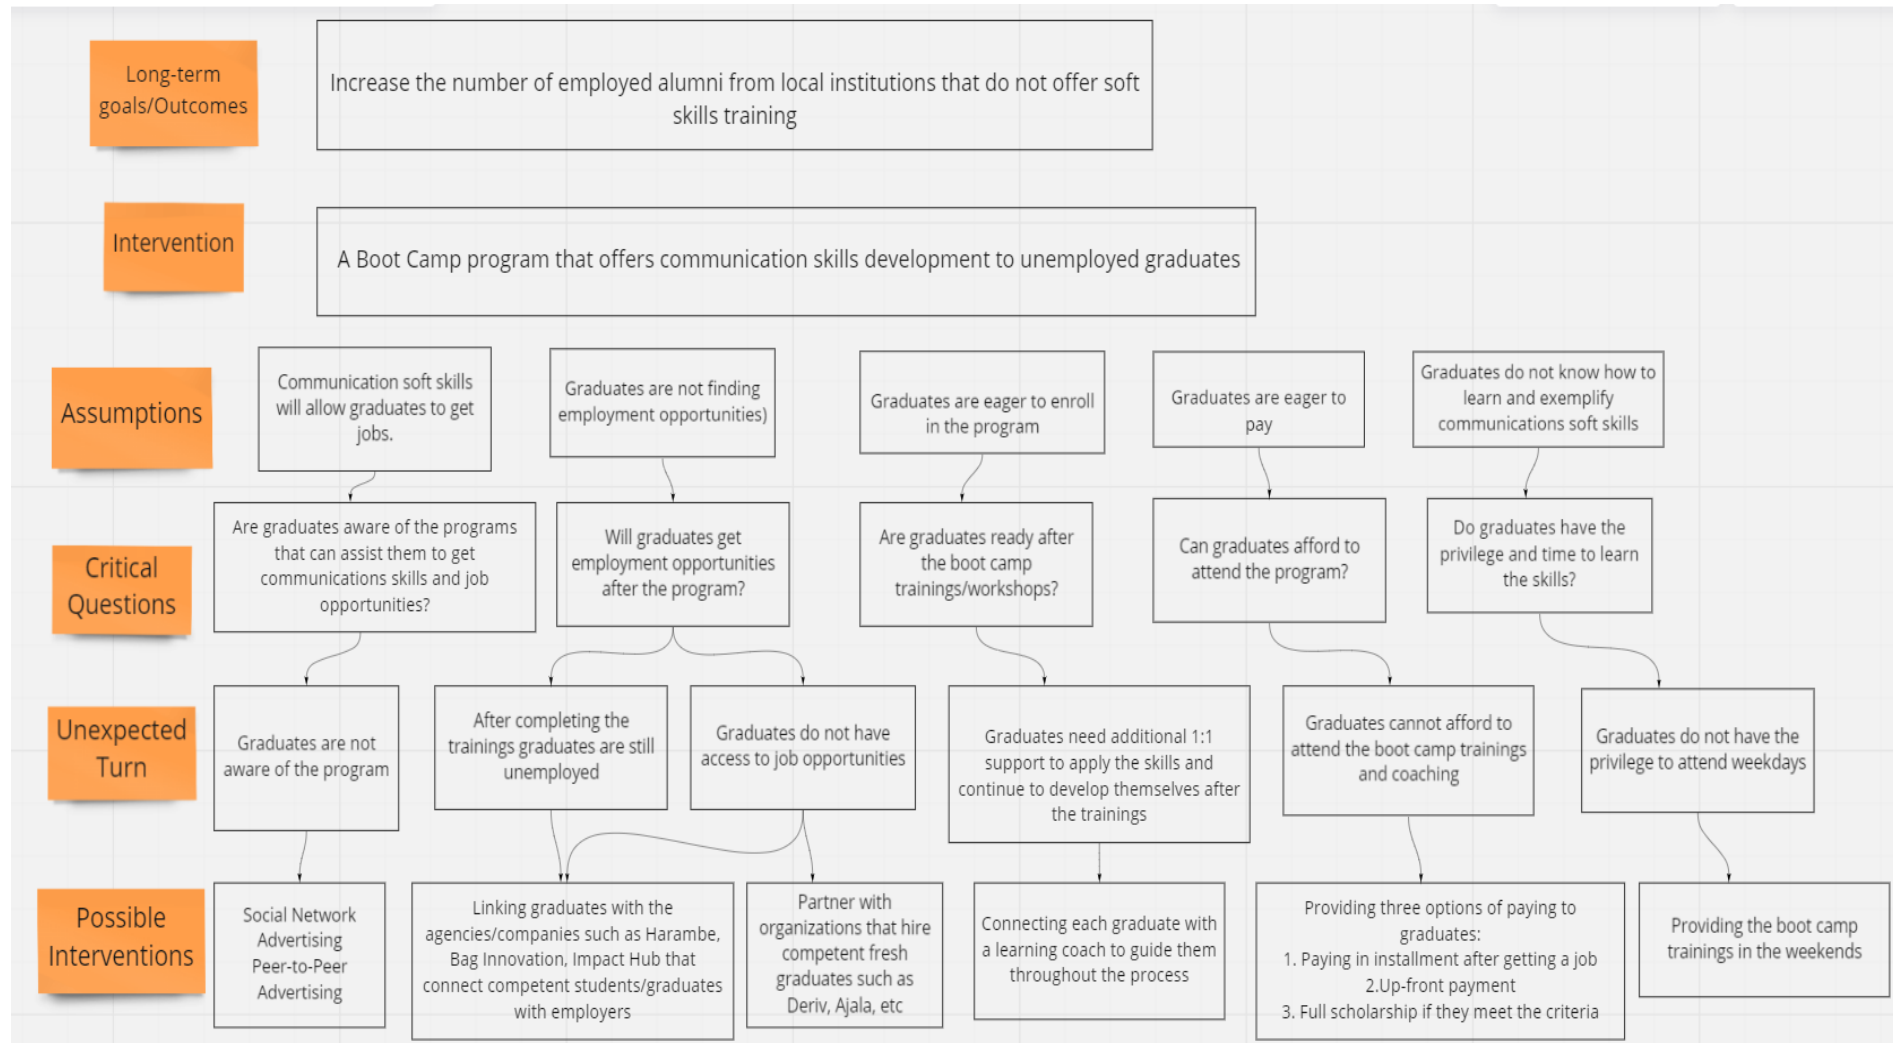 Long-term
goals/Outcomes
Increase the number of employed alumni from local institutions that do not offer soft
skills training
Intervention
A Boot Camp program that offers communication skills development to unemployed graduates
Assumptions
Communication soft skills
will allow graduates to get
jobs.
Graduates are not finding
employment opportunities)
Graduates are eager to enroll
in the program
Graduates are eager to
pay
Graduates do not know how to
learn and exemplify
communications soft skills
Critical
Questions
Are graduates aware of the programs
that can assist them to get
communications skills and job
opportunities?
Will graduates get
employment opportunities
after the program?
Are graduates ready after
the boot camp
trainings/workshops?
Can graduates afford to
attend the program?
Do graduates have the
privilege and time to learn
the skills?
Unexpected
Turn
Graduates are not
aware of the program
After completing the
trainings graduates are still
unemployed
Graduates do not have
access to job opportunities
Graduates need additional 1:1
support to apply the skills and
continue to develop themselves after
the trainings
Graduates cannot afford to
attend the boot camp trainings
and coaching
Graduates do not have the
privilege to attend weekdays
Possible
Interventions
Social Network
Advertising
Peer-to-Peer
Advertising
Linking graduates with the
agencies/companies such as Harambe,
Bag Innovation, Impact Hub that
connect competent students/graduates
with employers
Partner with
organizations that hire
competent fresh
graduates such as
Deriv, Ajala, etc
Connecting each graduate with
a learning coach to guide them
throughout the process
Providing three options of paying to
graduates:
1. Paying in installment after getting a job
2.Up-front payment
3. Full scholarship if they meet the criteria
Providing the boot camp
trainings in the weekends